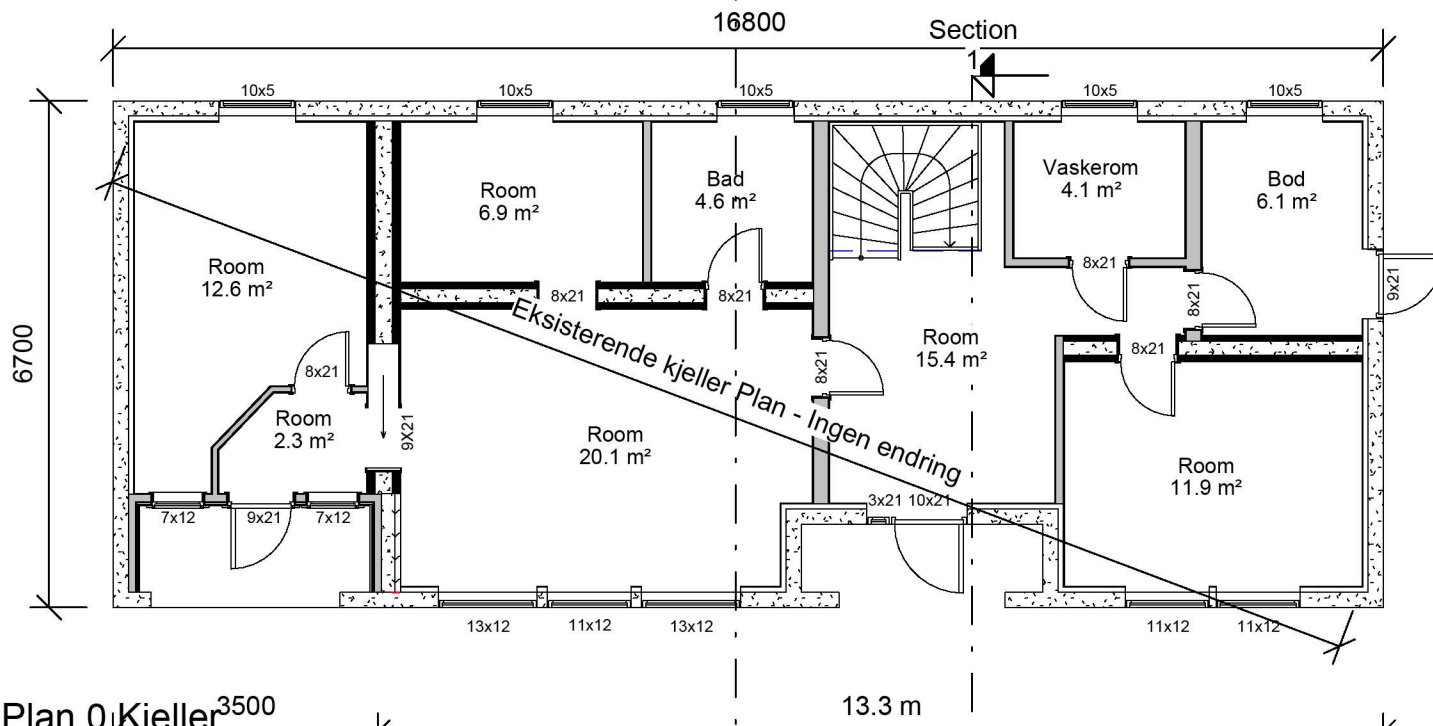 16800
Section
1
10x5
10x5
10x5
10x5
10x5
6700
Room
12.6 m²
Room
6.9 m²
Bad
4.6 m²
Vaskerom
4.1 m²
Bod
6.1 m²
8x21
8x21
8x21
8x21
9x21
Eksisterende kjeller Plan - Ingen endring
Room
15.4 m²
8x21
8x21
8x21
Room
2.3 m²
9X21
Room
20.1 m²
Room
11.9 m²
7x12
9x21
7x12
3x21
10x21
13x12
11x12
13x12
11x12
11x12
Plan 0 Kjeller
3500
13.3 m